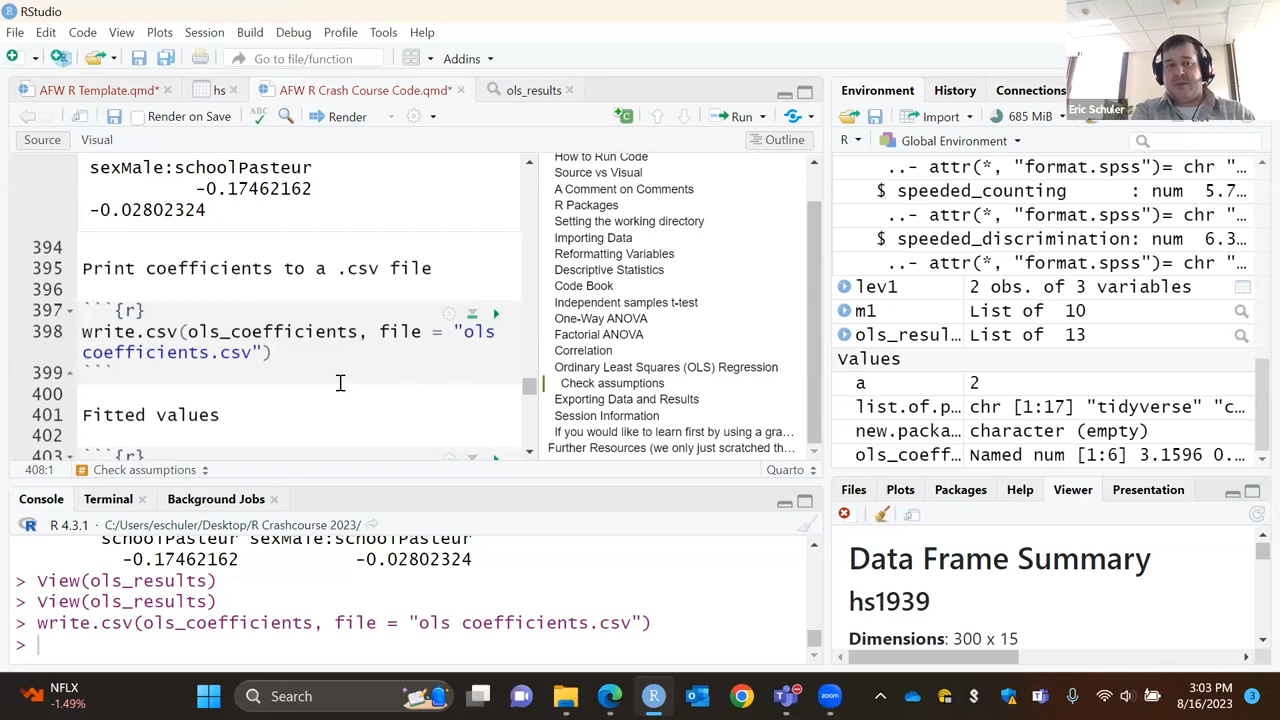 RStudio
File Edit Code View Plots Session Build Debug Profile Tools Help
Go to file/function
Addins
AFW R Template.qmd*
hs
AFW R Crash Course Code.qmd*
ols_results
Render on Save
ABC
Render
Run
Source
Visual
Outline
sexMale:schoolPasteur
-0.17462162
-0.02802324
394
395 Print coefficients to a .csv file
396
397 ```{r}
398 write.csv(ols_coefficients, file = "ols
coefficients.csv")
399 ```
400
401 Fitted values
402
403 ```{r}
408:1
Check assumptions
Quarto
How to Run Code
Source vs Visual
A Comment on Comments
R Packages
Setting the working directory
Importing Data
Reformatting Variables
Descriptive Statistics
Code Book
Independent samples t-test
One-Way ANOVA
Factorial ANOVA
Correlation
Ordinary Least Squares (OLS) Regression
Check assumptions
Exporting Data and Results
Session Information
If you would like to learn first by using a gra...
Further Resources (we only just scratched th...
Console
Terminal
Background Jobs
R 4.3.1 · C:/Users/eschuler/Desktop/R Crashcourse 2023/
schoolPasteur sexMale:schoolPasteur
-0.17462162 -0.02802324
> View(ols_results)
> View(ols_results)
> write.csv(ols_coefficients, file = "ols coefficients.csv")
>
Environment
History
Connections
Import
685 MiB
R
Global Environment
..- attr(*, "format.spss")= chr "...
$ speeded_counting : num 5.7...
..- attr(*, "format.spss")= chr "...
$ speeded_discrimination: num 6.3...
..- attr(*, "format.spss")= chr "...
lev1 2 obs. of 3 variables
m1 List of 10
ols_resul... List of 13
Values
a 2
list.of.p... chr [1:17] "tidyverse" "c...
new.packa... character (empty)
ols_coeff... Named num [1:6] 3.1596 0...
Files
Plots
Packages
Help
Viewer
Presentation
Data Frame Summary
hs1939
Dimensions: 300 x 15
Eric Schuler
NFLX
-1.49%
Search
3:03 PM
8/16/2023
3